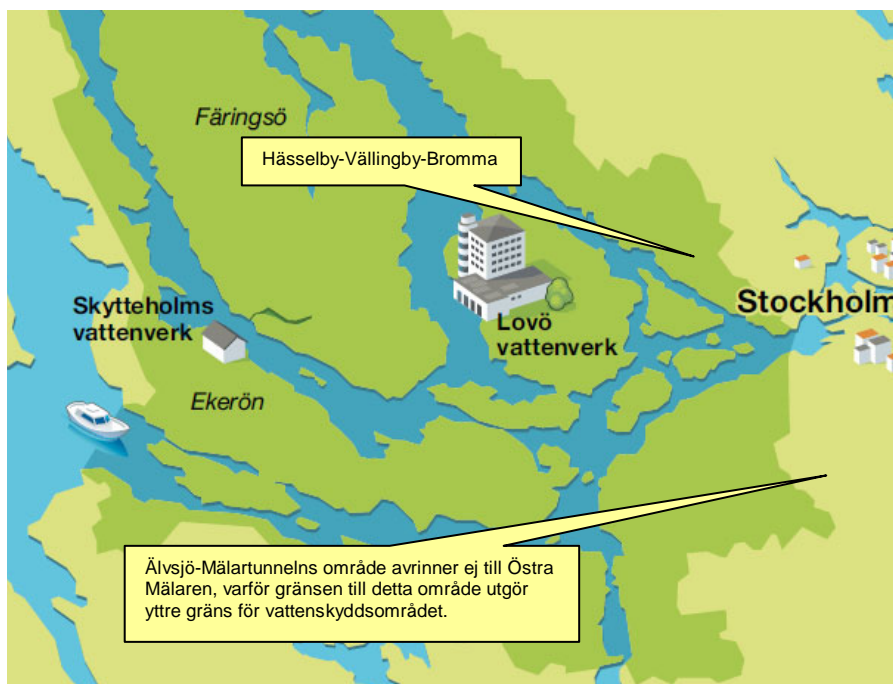 Färingsö
Hässelby-Vällingby-Bromma
Skytteholms
vattenverk
Lovö
vattenverk
Stockholm
Ekerön
Älvsjö-Mälartunnelns område avrinner ej till Östra
Mälaren, varför gränsen till detta område utgör
yttre gräns för vattenskyddsområdet.